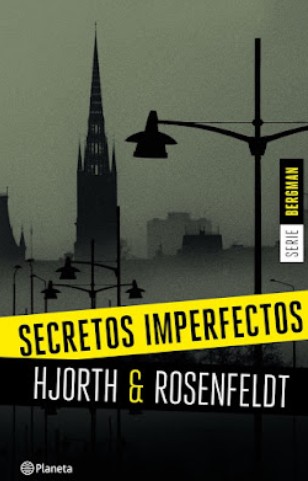 SERIE BERGMAN
SECRETOS IMPERFECTOS
HJORTH & ROSENFELDT
Planeta